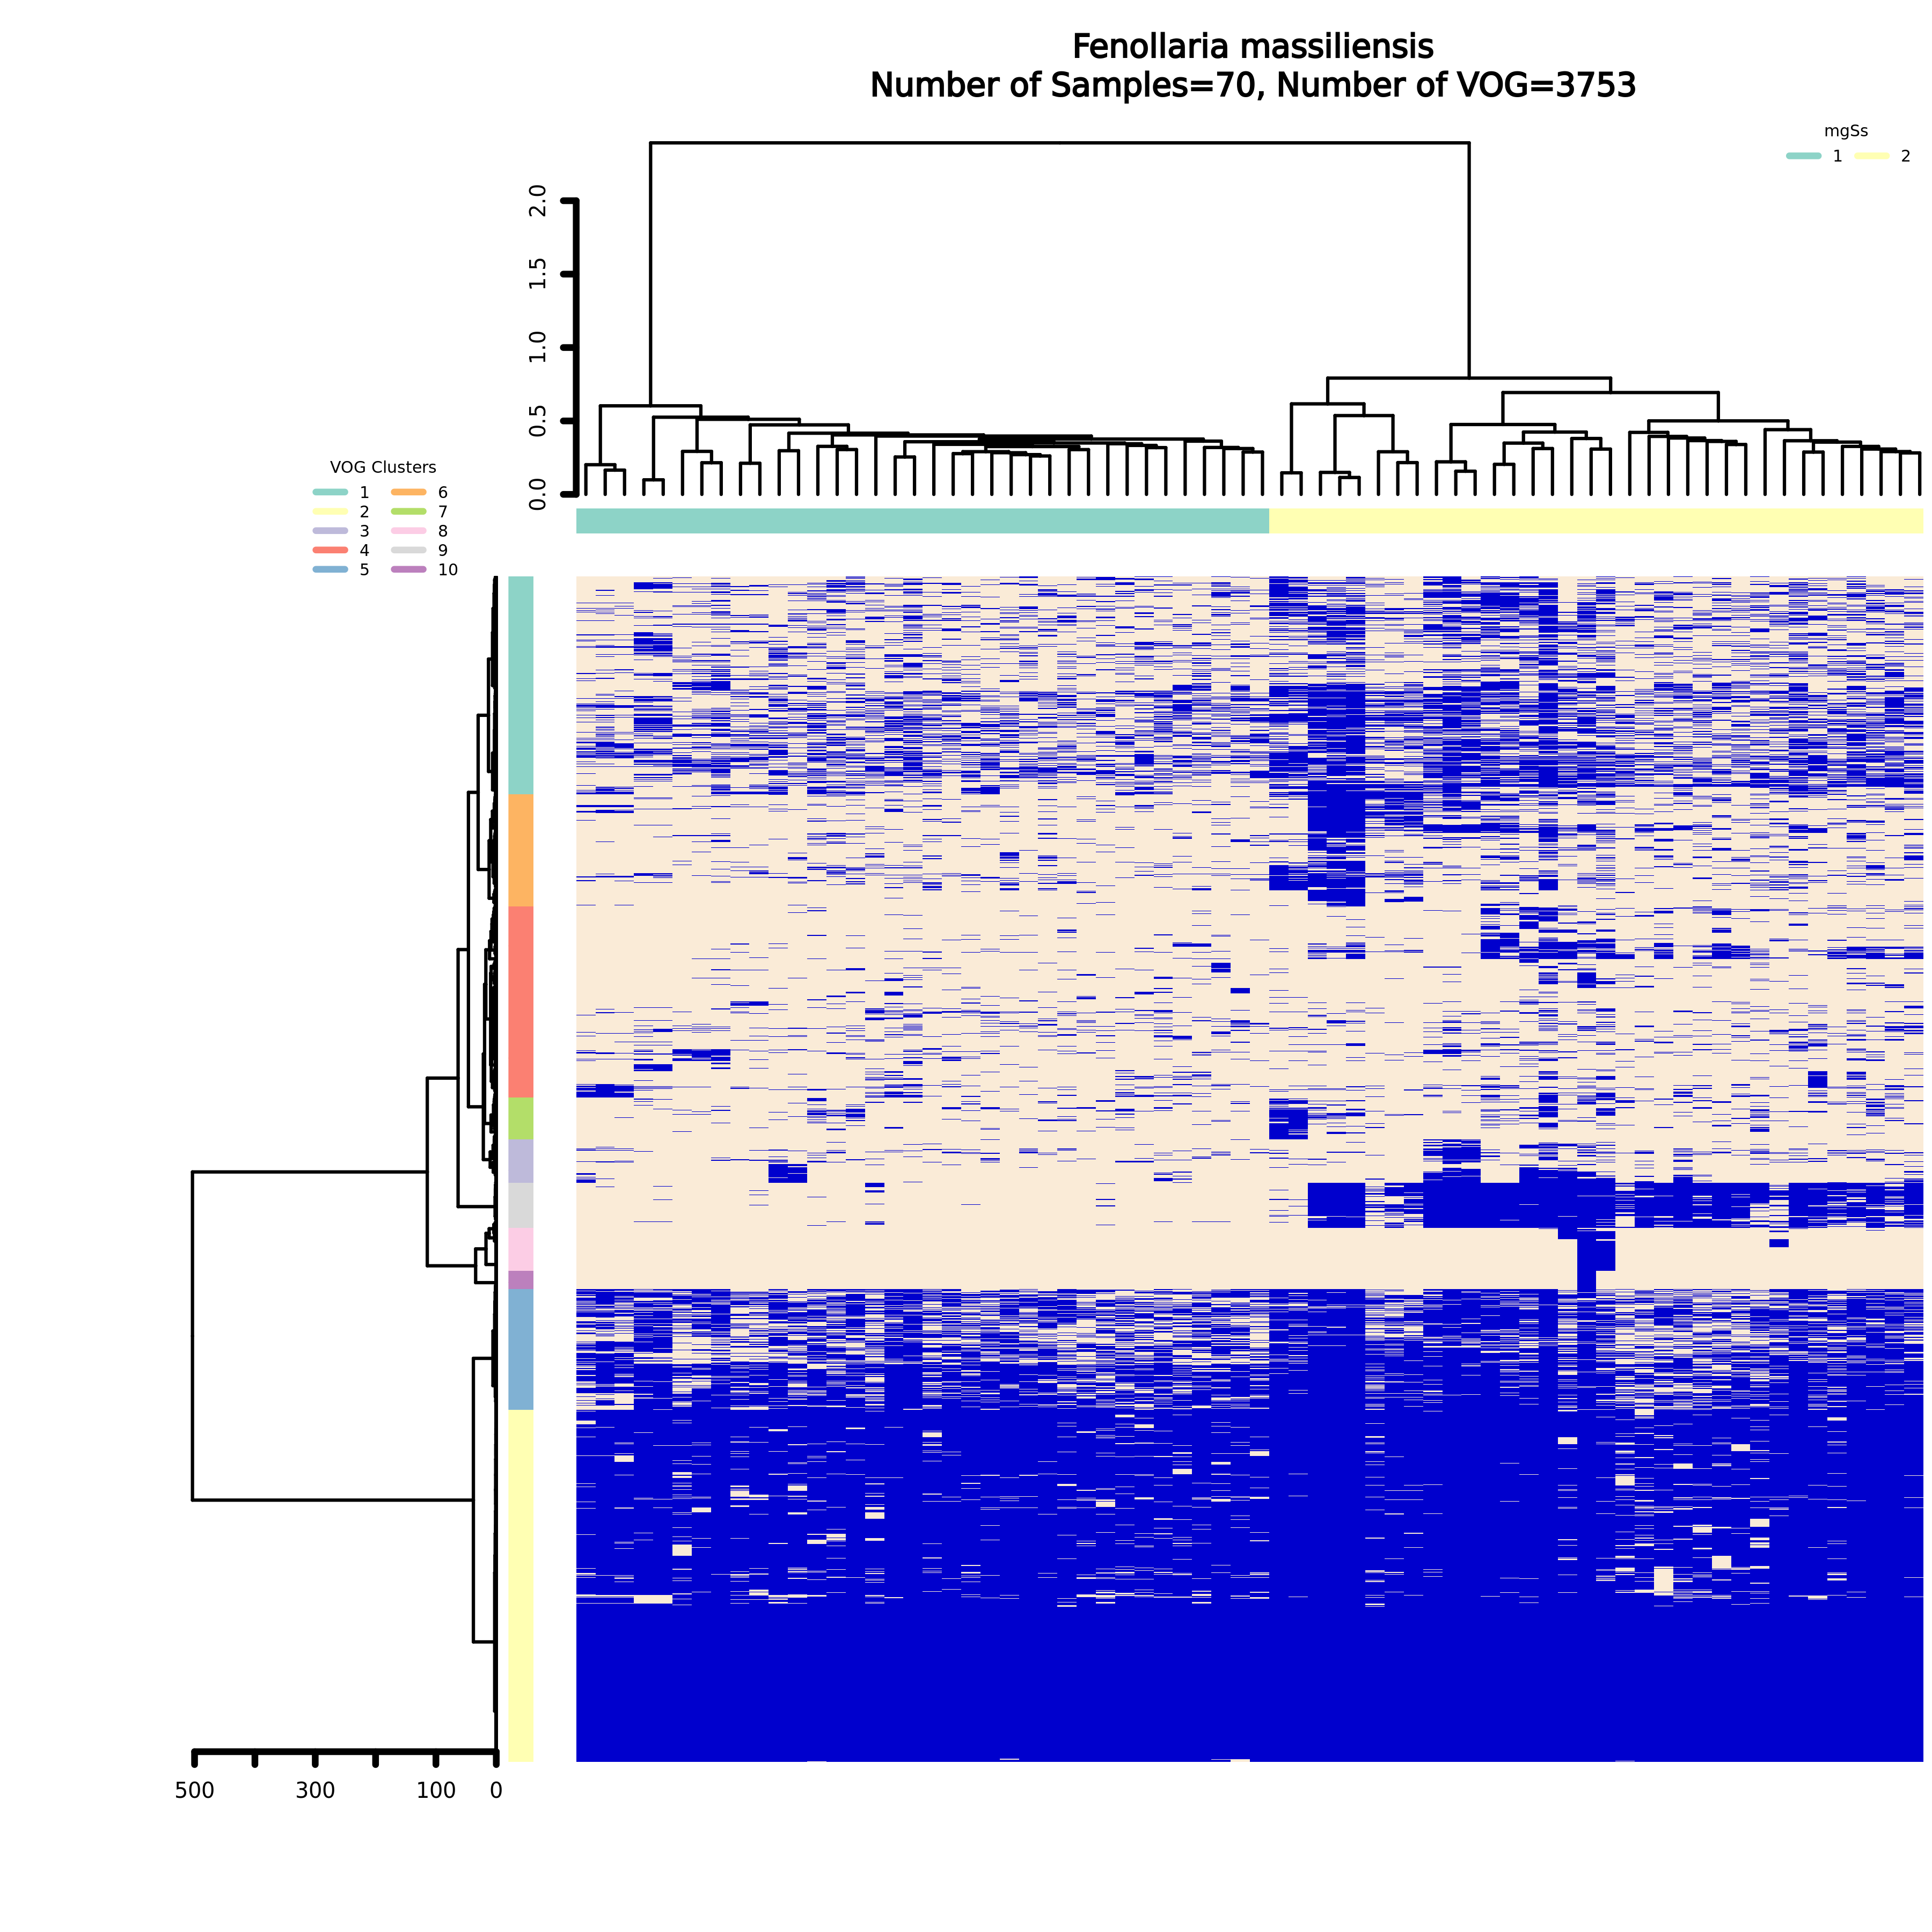 Fenollaria massiliensis
Number of Samples=70, Number of VOG=3753
mgSs
1 2
2.0
1.5
1.0
0.5
0.0
VOG Clusters
1 6
2 7
3 8
4 9
5 10
500 300 100 0